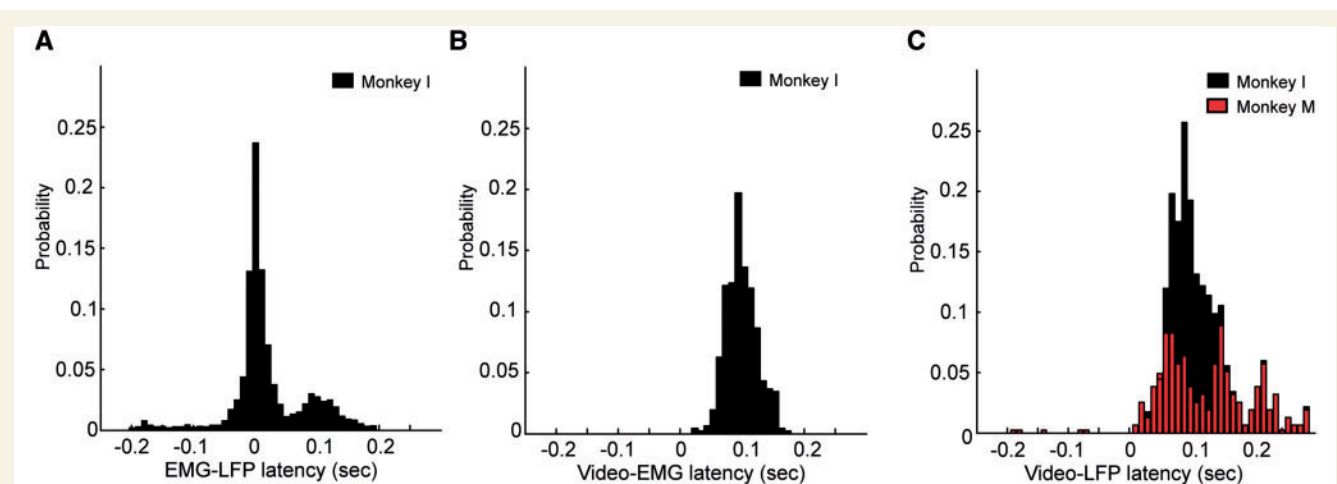 A
Monkey I
0.25
0.2
0.15
0.1
0.05
0
Probability
-0.2 -0.1 0 0.1 0.2
EMG-LFP latency (sec)
B
Monkey I
0.25
0.2
0.15
0.1
0.05
0
Probability
-0.2 -0.1 0 0.1 0.2
Video-EMG latency (sec)
C
Monkey I
Monkey M
0.25
0.2
0.15
0.1
0.05
0
Probability
-0.2 -0.1 0 0.1 0.2
Video-LFP latency (sec)